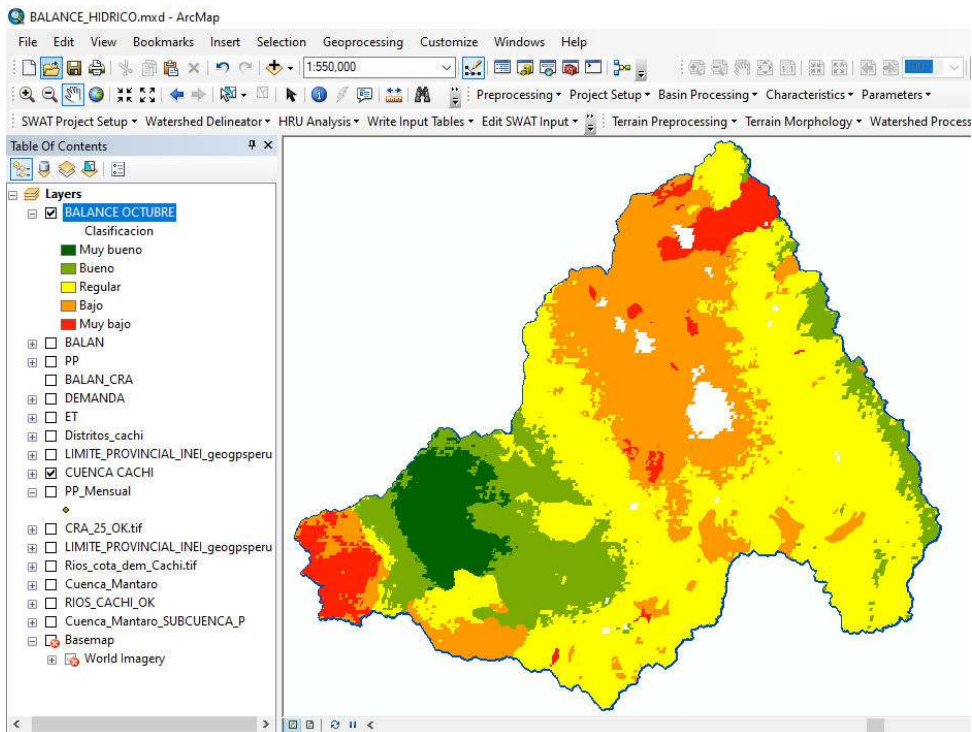 BALANCE_HIDRICO.mxd - ArcMap
File Edit View Bookmarks Insert Selection Geoprocessing Customize Windows Help
1:550,000
Preprocessing Project Setup Basin Processing Characteristics Parameters
SWAT Project Setup Watershed Delineator HRU Analysis Write Input Tables Edit SWAT Input Terrain Preprocessing Terrain Morphology Watershed Process
Table Of Contents
Layers
BALANCE OCTUBRE
Clasificacion
Muy bueno
Bueno
Regular
Bajo
Muy bajo
BALAN
PP
BALAN_CRA
DEMANDA
ET
Distritos_cachi
LIMITE_PROVINCIAL_INEI_geogpsperu
CUENCA CACHI
PP_Mensual
CRA_25_OK.tif
LIMITE_PROVINCIAL_INEI_geogpsperu
Rios_cota_dem_Cachi.tif
Cuenca_Mantaro
RIOS_CACHI_OK
Cuenca_Mantaro_SUBCUENCA_P
Basemap
World Imagery